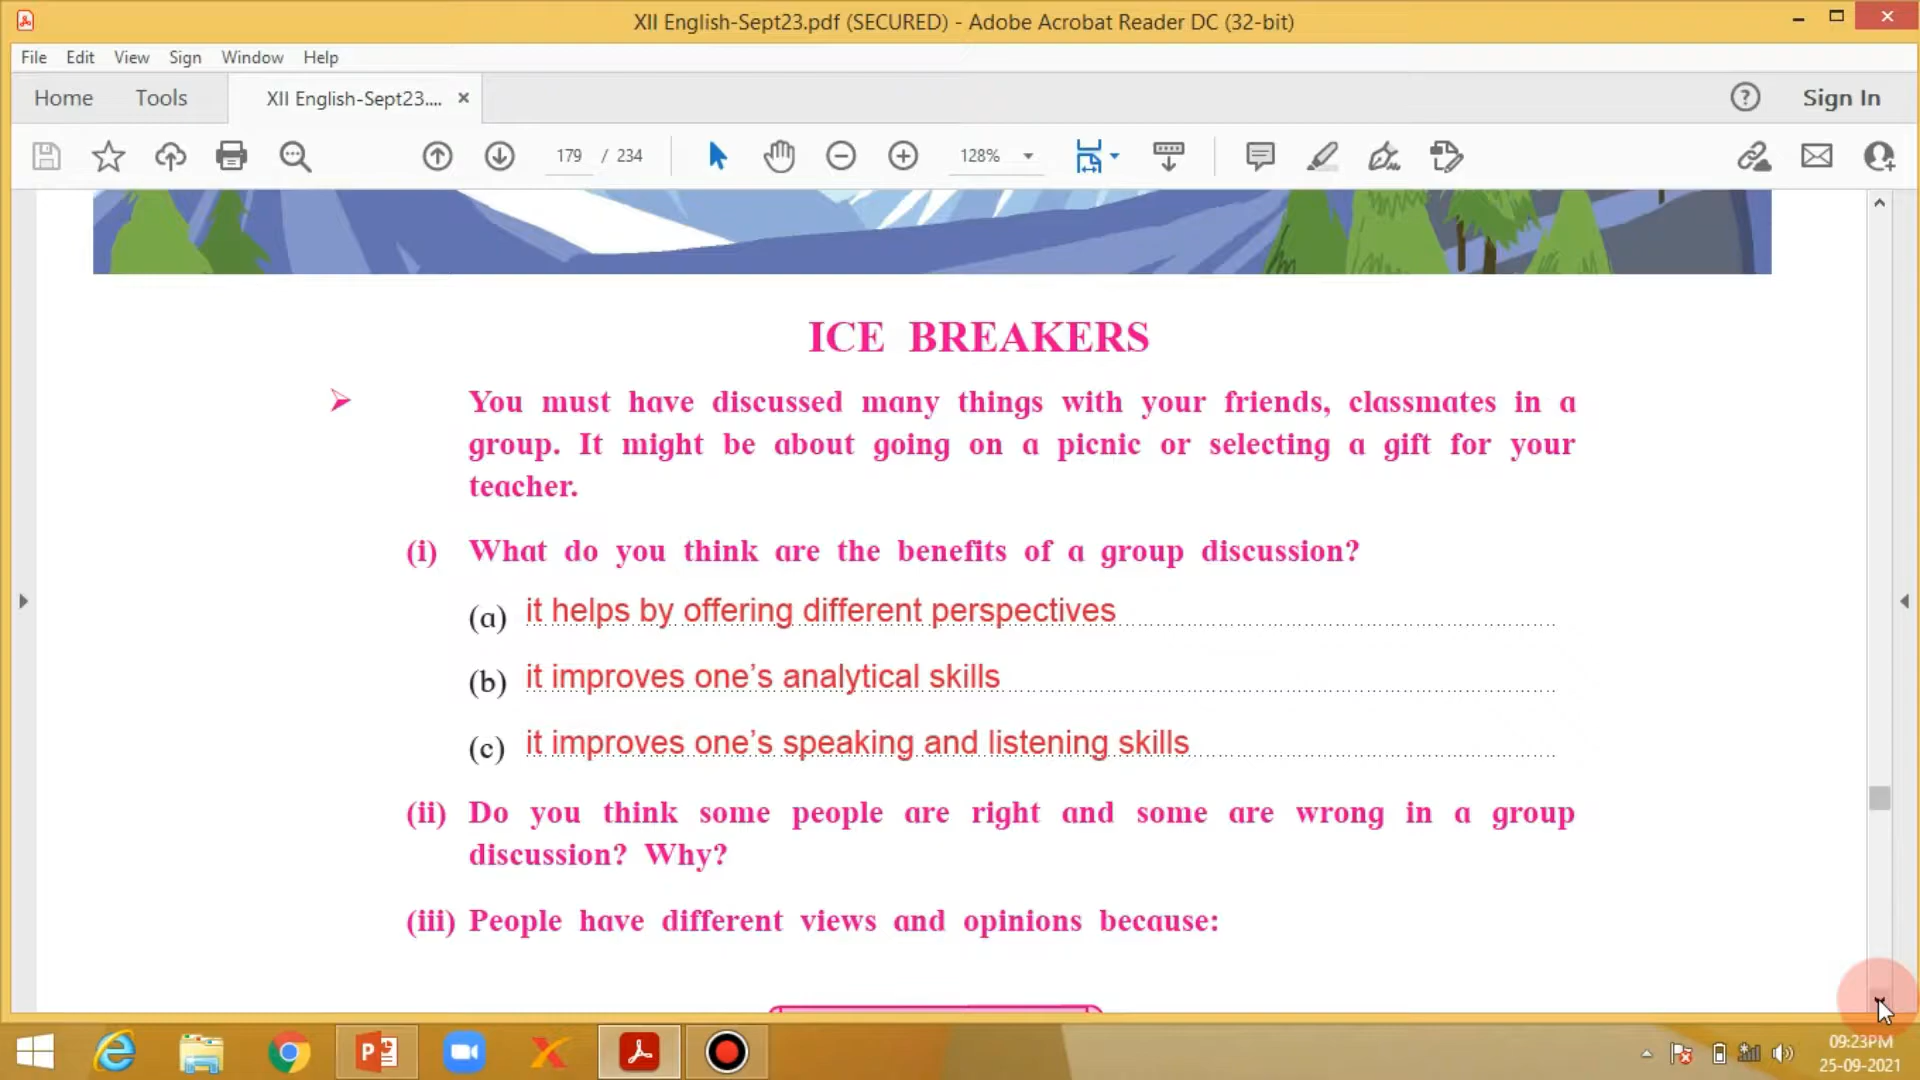 XII English-Sept23.pdf (SECURED) - Adobe Acrobat Reader DC (32-bit)
File Edit View Sign Window Help
Home Tools XII English-Sept23.... × ? Sign In
179 / 234 128%
ICE BREAKERS
You must have discussed many things with your friends, classmates in a
group. It might be about going on a picnic or selecting a gift for your
teacher.
(i) What do you think are the benefits of a group discussion?
(a) it helps by offering different perspectives
(b) it improves one’s analytical skills
(c) it improves one’s speaking and listening skills
(ii) Do you think some people are right and some are wrong in a group
discussion? Why?
(iii) People have different views and opinions because:
09:23PM
25-09-2021